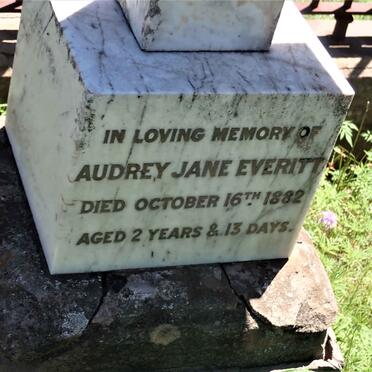 IN LOVING MEMORY OF
AUDREY JANE EVERITT
DIED OCTOBER 16TH 1882
AGED 2 YEARS & 13 DAYS.